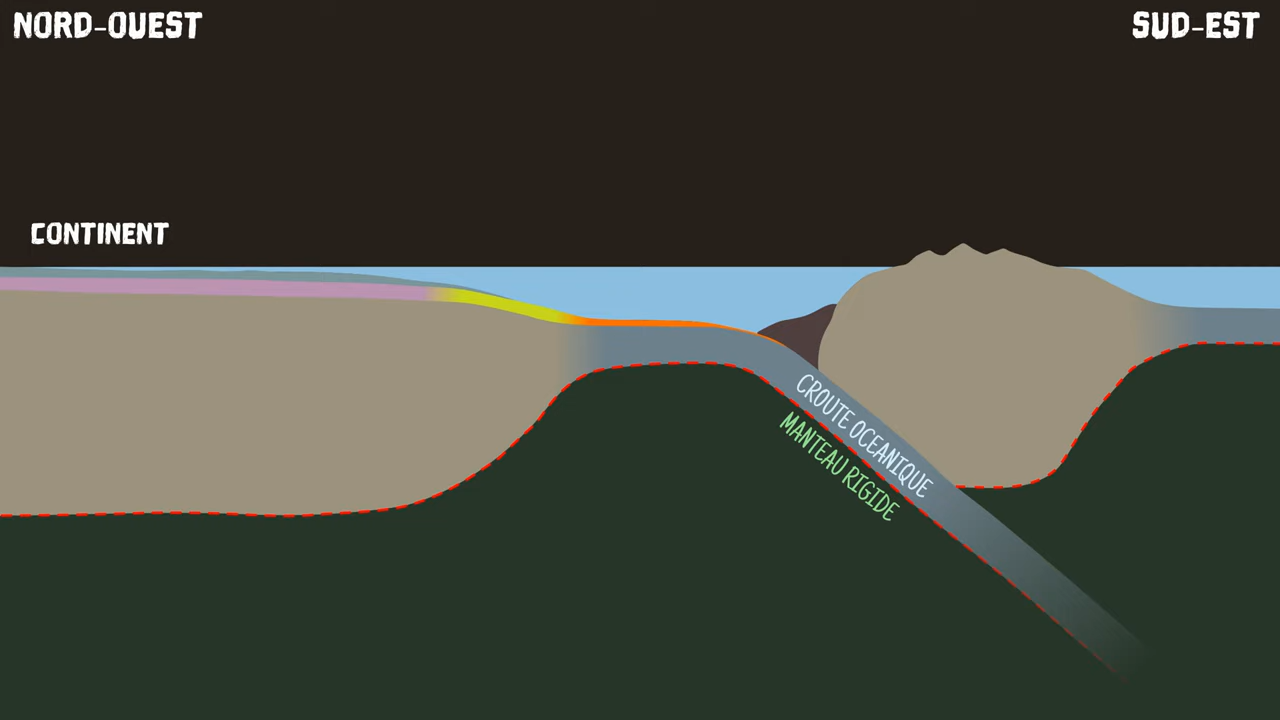 NORD-OUEST
SUD-EST
CONTINENT
CROUTE OCEANIQUE
MANTEAU RIGIDE